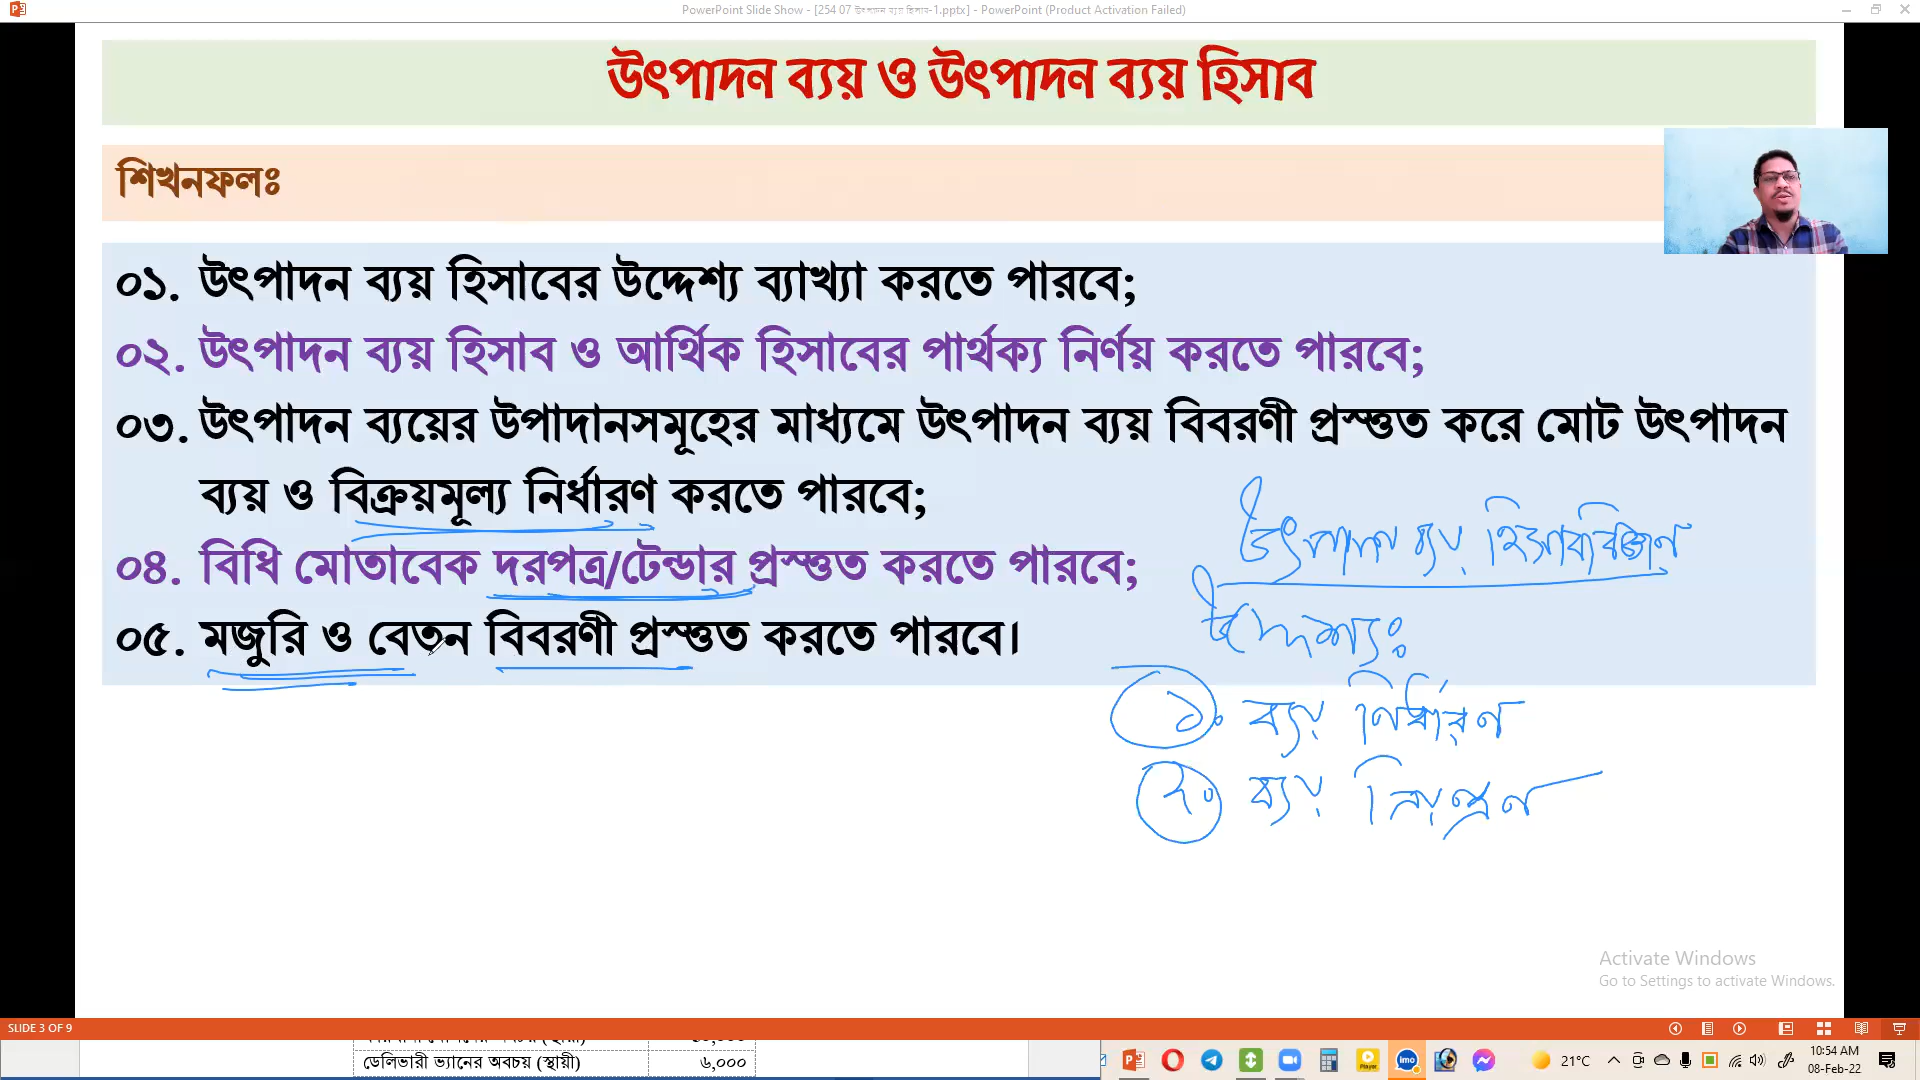 PowerPoint Slide Show - [254 07 উৎপাদন ব্যয় হিসাব-1.pptx] - PowerPoint (Product Activation Failed)
উৎপাদন ব্যয় ও উৎপাদন ব্যয় হিসাব
শিখনফলঃ
০১. উৎপাদন ব্যয় হিসাবের উদ্দেশ্য ব্যাখ্যা করতে পারবে;
০২. উৎপাদন ব্যয় হিসাব ও আর্থিক হিসাবের পার্থক্য নির্ণয় করতে পারবে;
০৩. উৎপাদন ব্যয়ের উপাদানসমূহের মাধ্যমে উৎপাদন ব্যয় বিবরণী প্রস্তুত করে মোট উৎপাদন
ব্যয় ও বিক্রয়মূল্য নির্ধারণ করতে পারবে;
০৪. বিধি মোতাবেক দরপত্র/টেন্ডার প্রস্তুত করতে পারবে;
০৫. মজুরি ও বেতন বিবরণী প্রস্তুত করতে পারবে।
উৎপাদন ব্যয় হিসাববিজ্ঞান
উদ্দেশ্যঃ
১. ব্যয় নির্ধারণ
২. ব্যয় নিয়ন্ত্রণ
Activate Windows
Go to Settings to activate Windows.
SLIDE 3 OF 9
ডেলিভারী ভ্যানের অবচয় (স্থায়ী) ৬,০০০
Player
imo
21°C
10:54 AM
08-Feb-22